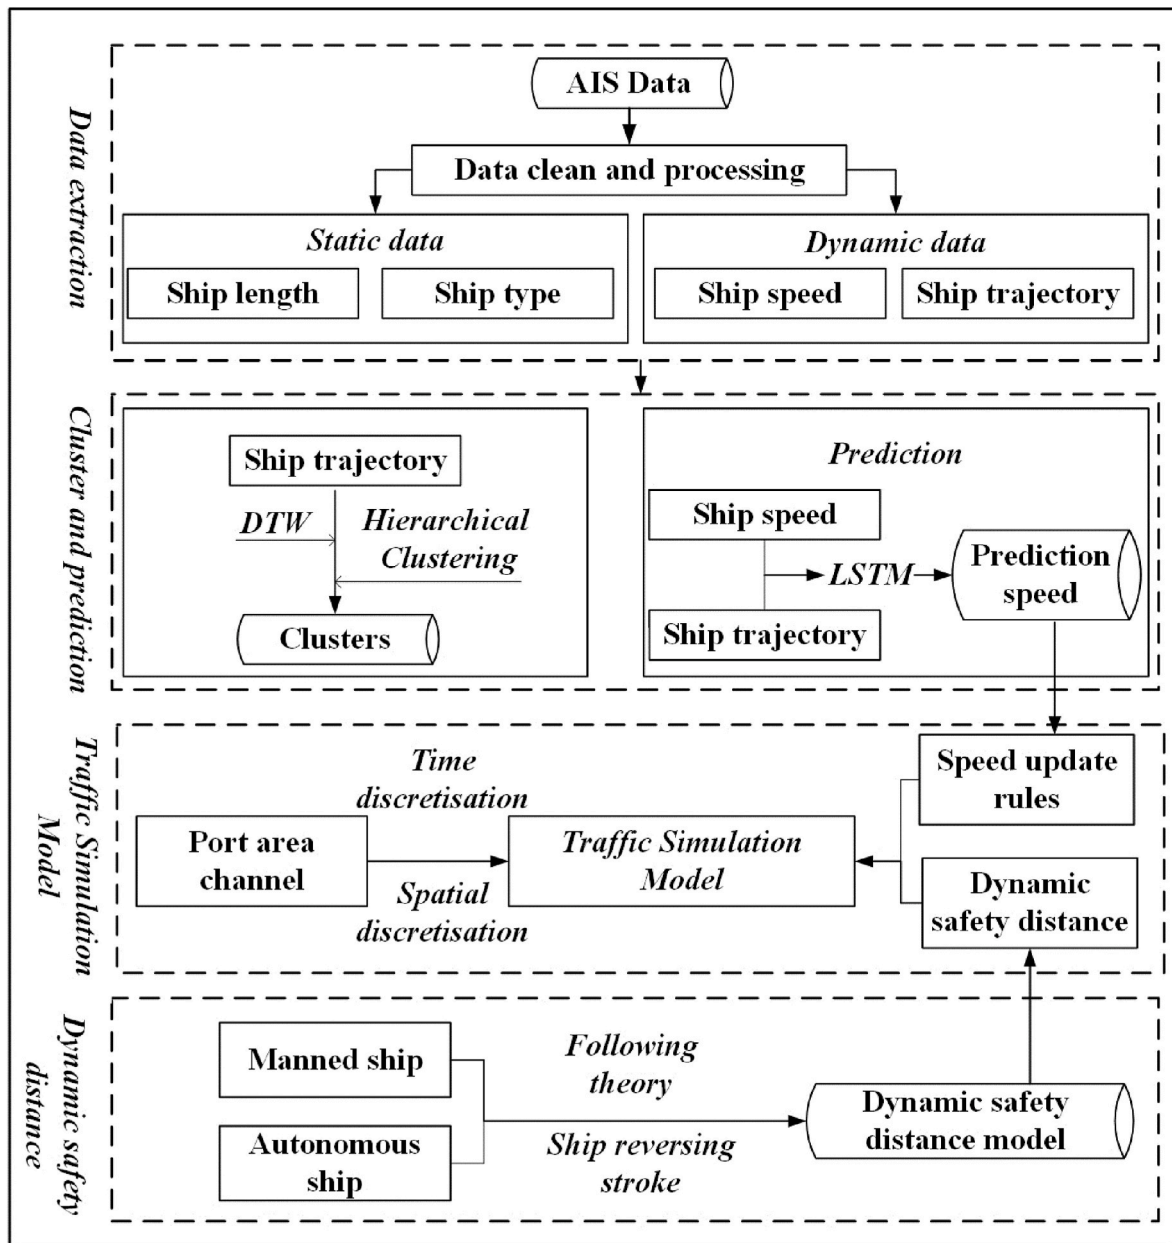 Data extraction
AIS Data
Data clean and processing
Static data
Ship length
Ship type
Dynamic data
Ship speed
Ship trajectory
Cluster and prediction
Ship trajectory
DTW
Hierarchical
Clustering
Clusters
Prediction
Ship speed
LSTM
Prediction
speed
Ship trajectory
Traffic Simulation
Model
Time
discretisation
Port area
channel
Spatial
discretisation
Traffic Simulation
Model
Speed update
rules
Dynamic
safety distance
Dynamic safety
distance
Manned ship
Autonomous
ship
Following
theory
Ship reversing
stroke
Dynamic safety
distance model